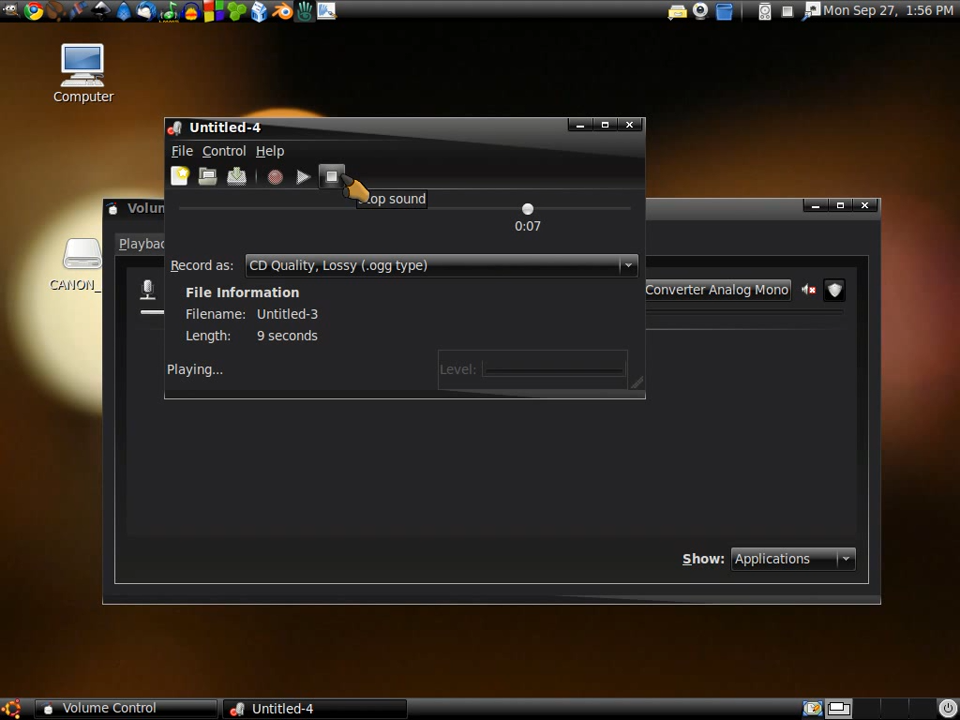 Mon Sep 27, 1:56 PM
Computer
Untitled-4
File Control Help
top sound
0:07
Playbac
CANON_
Record as: CD Quality, Lossy (.ogg type)
Converter Analog Mono
File Information
Filename: Untitled-3
Length: 9 seconds
Playing...
Level:
Show: Applications
Volume Control
Untitled-4